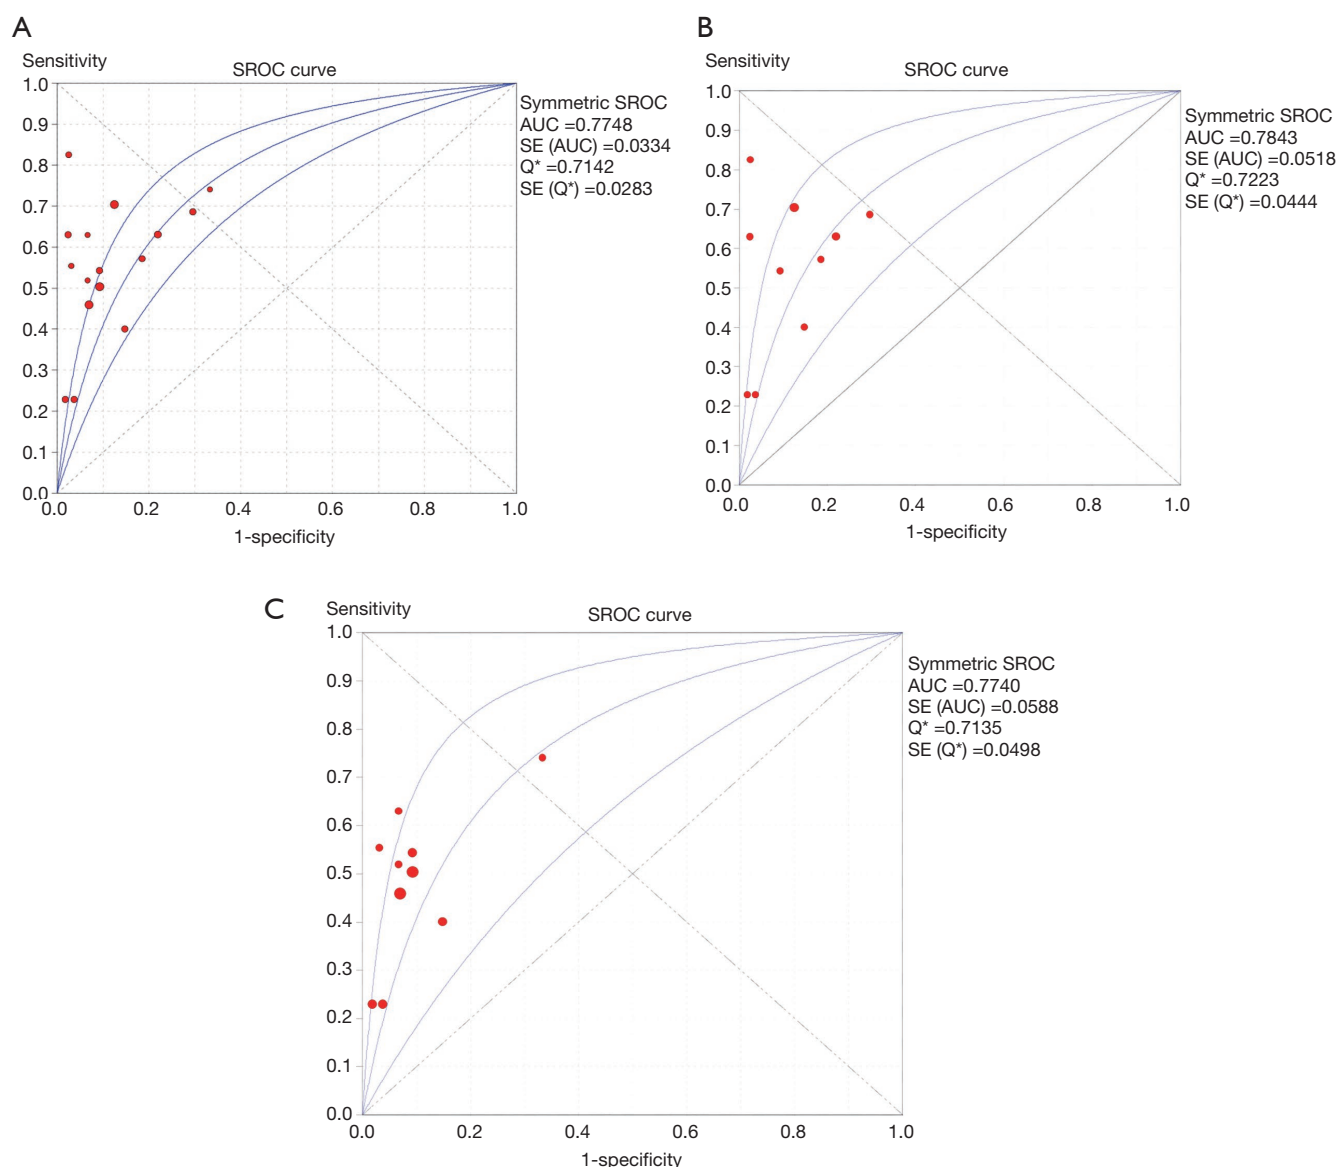 A
Sensitivity
SROC curve
1.0
0.9
0.8
0.7
0.6
0.5
0.4
0.3
0.2
0.1
0.0
0.0 0.2 0.4 0.6 0.8 1.0
1-specificity
Symmetric SROC
AUC =0.7748
SE (AUC) =0.0334
Q* =0.7142
SE (Q*) =0.0283
B
Sensitivity
SROC curve
1.0
0.9
0.8
0.7
0.6
0.5
0.4
0.3
0.2
0.1
0.0
0.0 0.2 0.4 0.6 0.8 1.0
1-specificity
Symmetric SROC
AUC =0.7843
SE (AUC) =0.0518
Q* =0.7223
SE (Q*) =0.0444
C
Sensitivity
SROC curve
1.0
0.9
0.8
0.7
0.6
0.5
0.4
0.3
0.2
0.1
0.0
0.0 0.2 0.4 0.6 0.8 1.0
1-specificity
Symmetric SROC
AUC =0.7740
SE (AUC) =0.0588
Q* =0.7135
SE (Q*) =0.0498